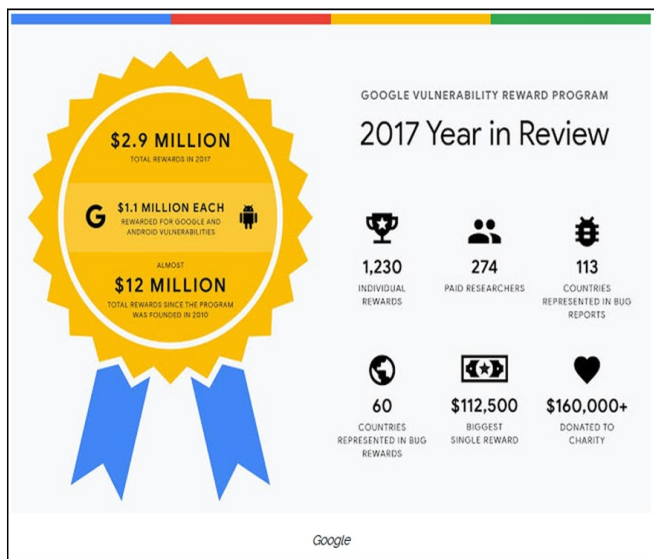 $2.9 MILLION
TOTAL REWARDS IN 2017
G
$1.1 MILLION EACH
REWARDED FOR GOOGLE AND
ANDROID VULNERABILITIES
ALMOST
$12 MILLION
TOTAL REWARDS SINCE THE PROGRAM
WAS FOUNDED IN 2010
GOOGLE VULNERABILITY REWARD PROGRAM
2017 Year in Review
1,230
INDIVIDUAL
REWARDS
274
PAID RESEARCHERS
113
COUNTRIES
REPRESENTED IN BUG
REPORTS
60
COUNTRIES
REPRESENTED IN BUG
REWARDS
$112,500
BIGGEST
SINGLE REWARD
$160,000+
DONATED TO
CHARITY
Google